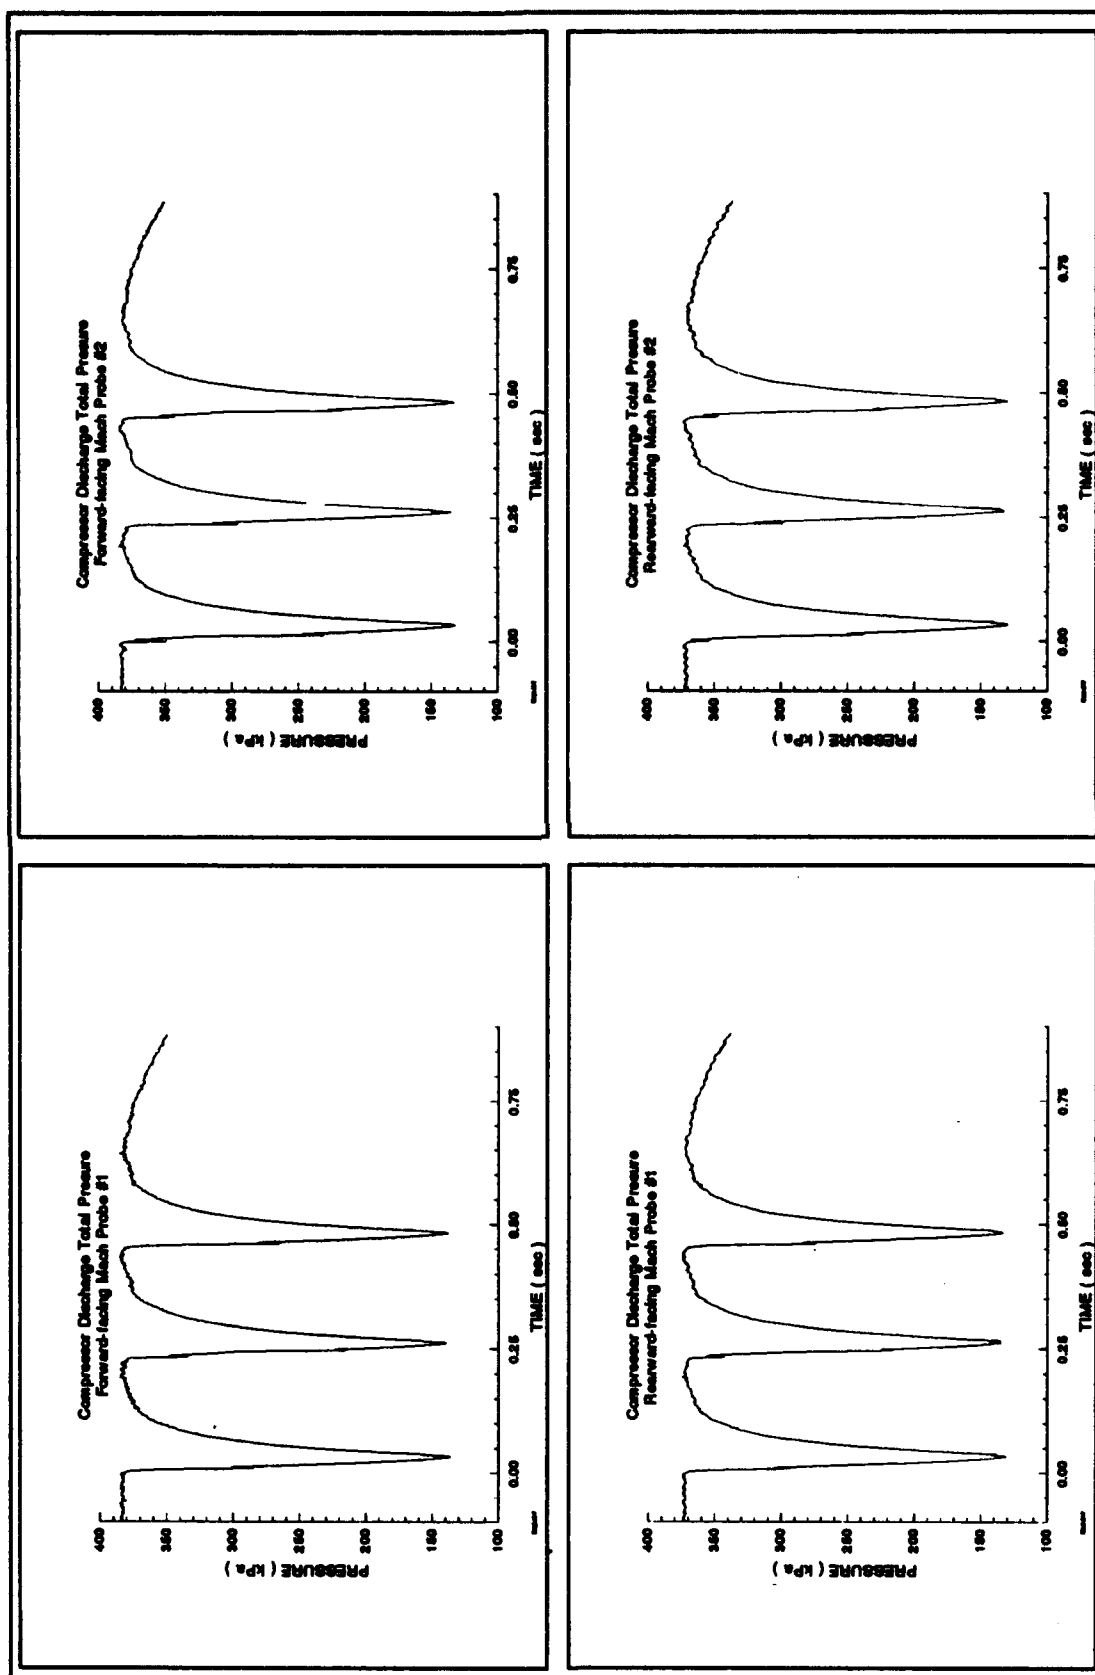 Compressor Discharge Total Presure
Forward-facing Mach Probe #1
PRESSURE ( kPa )
400
350
300
250
200
150
100
0.00 0.25 0.50 0.75
TIME ( sec )
Compressor Discharge Total Presure
Forward-facing Mach Probe #2
PRESSURE ( kPa )
400
350
300
250
200
150
100
0.00 0.25 0.50 0.75
TIME ( sec )
Compressor Discharge Total Presure
Rearward-facing Mach Probe #1
PRESSURE ( kPa )
400
350
300
250
200
150
100
0.00 0.25 0.50 0.75
TIME ( sec )
Compressor Discharge Total Presure
Rearward-facing Mach Probe #2
PRESSURE ( kPa )
400
350
300
250
200
150
100
0.00 0.25 0.50 0.75
TIME ( sec )